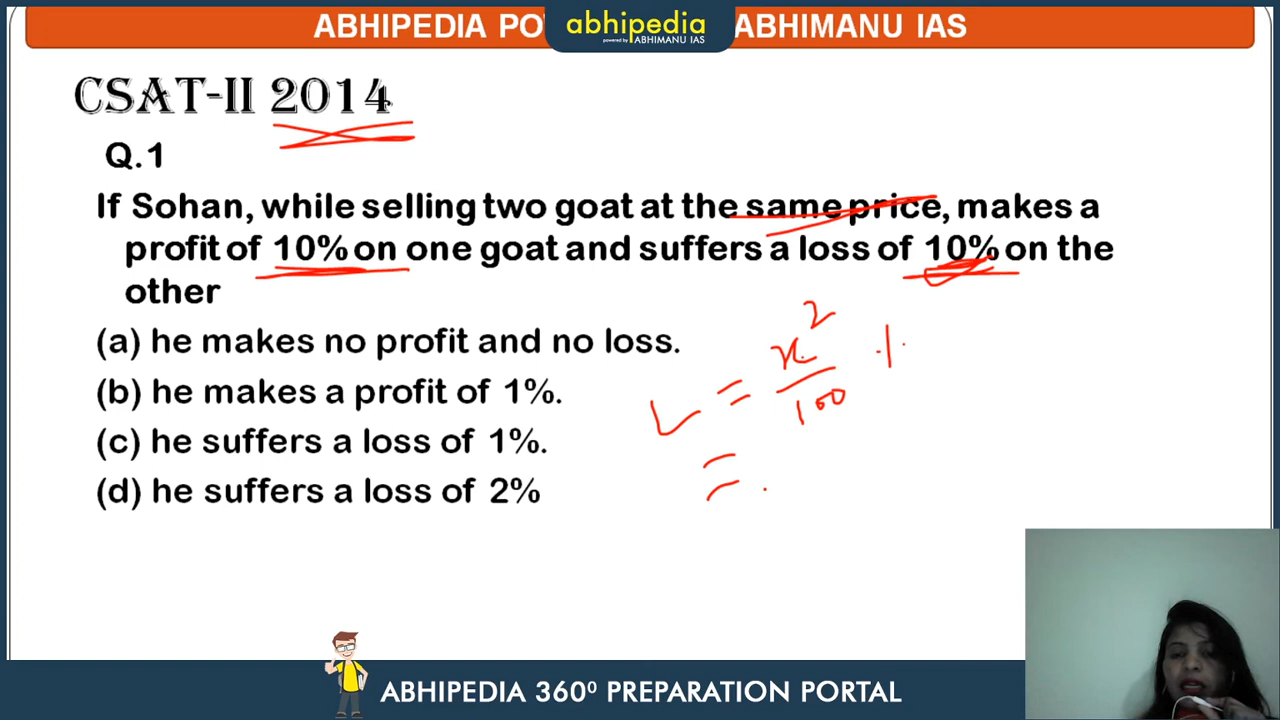 ABHIPEDIA PO
abhipedia
powered by ABHIMANU IAS
ABHIMANU IAS
CSAT-II 2014
Q.1
If Sohan, while selling two goat at the same price, makes a
profit of 10% on one goat and suffers a loss of 10% on the
other
(a) he makes no profit and no loss.
(b) he makes a profit of 1%.
(c) he suffers a loss of 1%.
(d) he suffers a loss of 2%
L = x²/100 %
=
ABHIPEDIA 360⁰ PREPARATION PORTAL